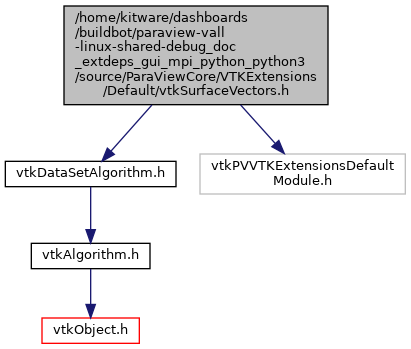 /home/kitware/dashboards
/buildbot/paraview-vall
-linux-shared-debug_doc
_extdeps_gui_mpi_python_python3
/source/ParaViewCore/VTKExtensions
/Default/vtkSurfaceVectors.h
vtkDataSetAlgorithm.h
vtkPVVTKExtensionsDefault
Module.h
vtkAlgorithm.h
vtkObject.h